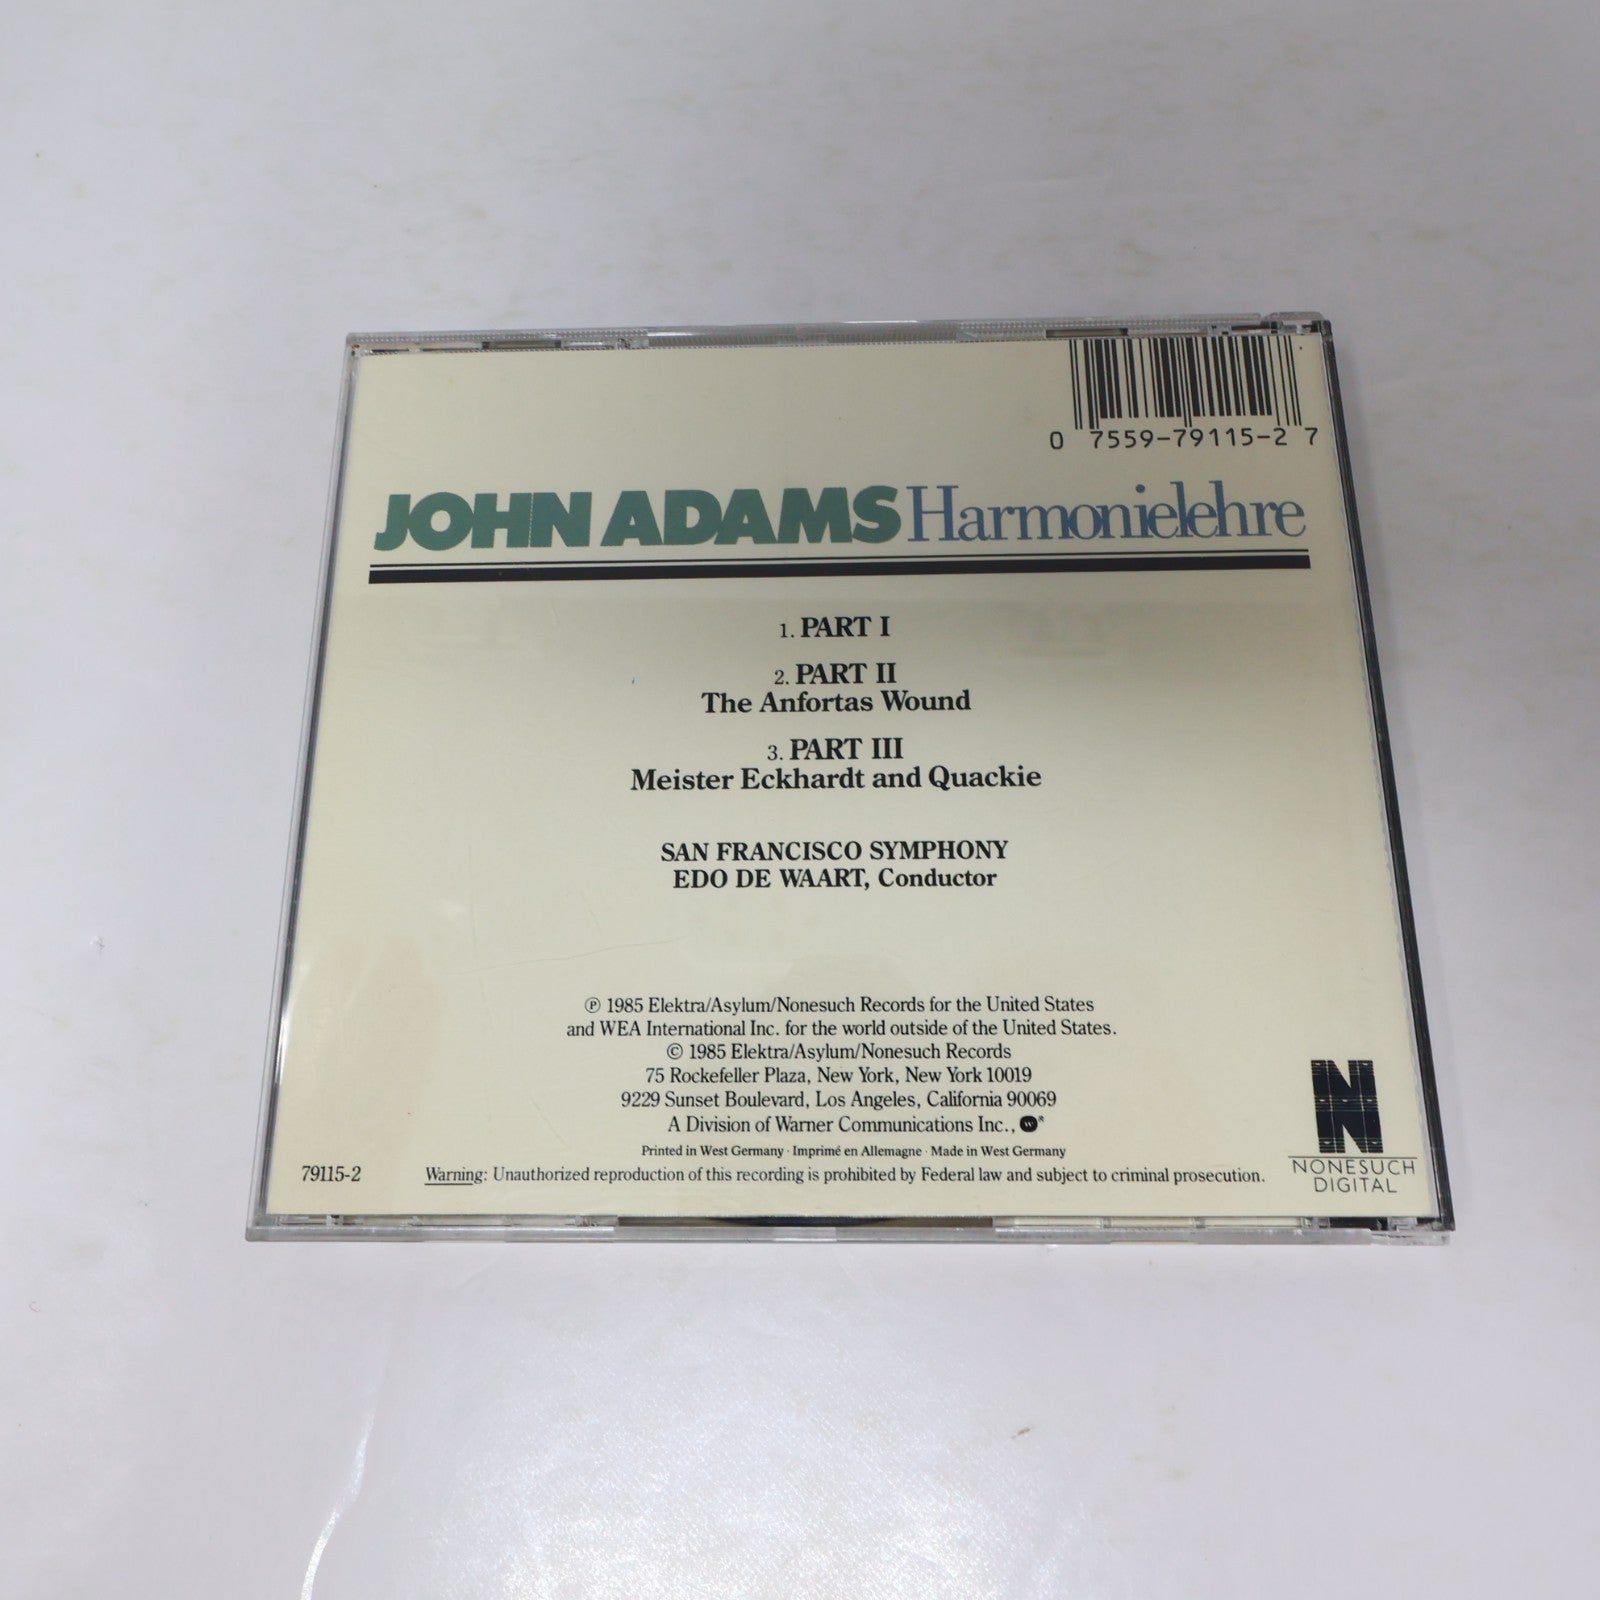 0 7559-79115-2 7
JOHN ADAMS Harmonielehre
1. PART I
2. PART II
The Anfortas Wound
3. PART III
Meister Eckhardt and Quackie
SAN FRANCISCO SYMPHONY
EDO DE WAART, Conductor
℗ 1985 Elektra/Asylum/Nonesuch Records for the United States
and WEA International Inc. for the world outside of the United States.
© 1985 Elektra/Asylum/Nonesuch Records
75 Rockefeller Plaza, New York, New York 10019
9229 Sunset Boulevard, Los Angeles, California 90069
A Division of Warner Communications Inc., w®
Printed in West Germany · Imprimé en Allemagne · Made in West Germany
79115-2
Warning: Unauthorized reproduction of this recording is prohibited by Federal law and subject to criminal prosecution.
N
NONESUCH
DIGITAL